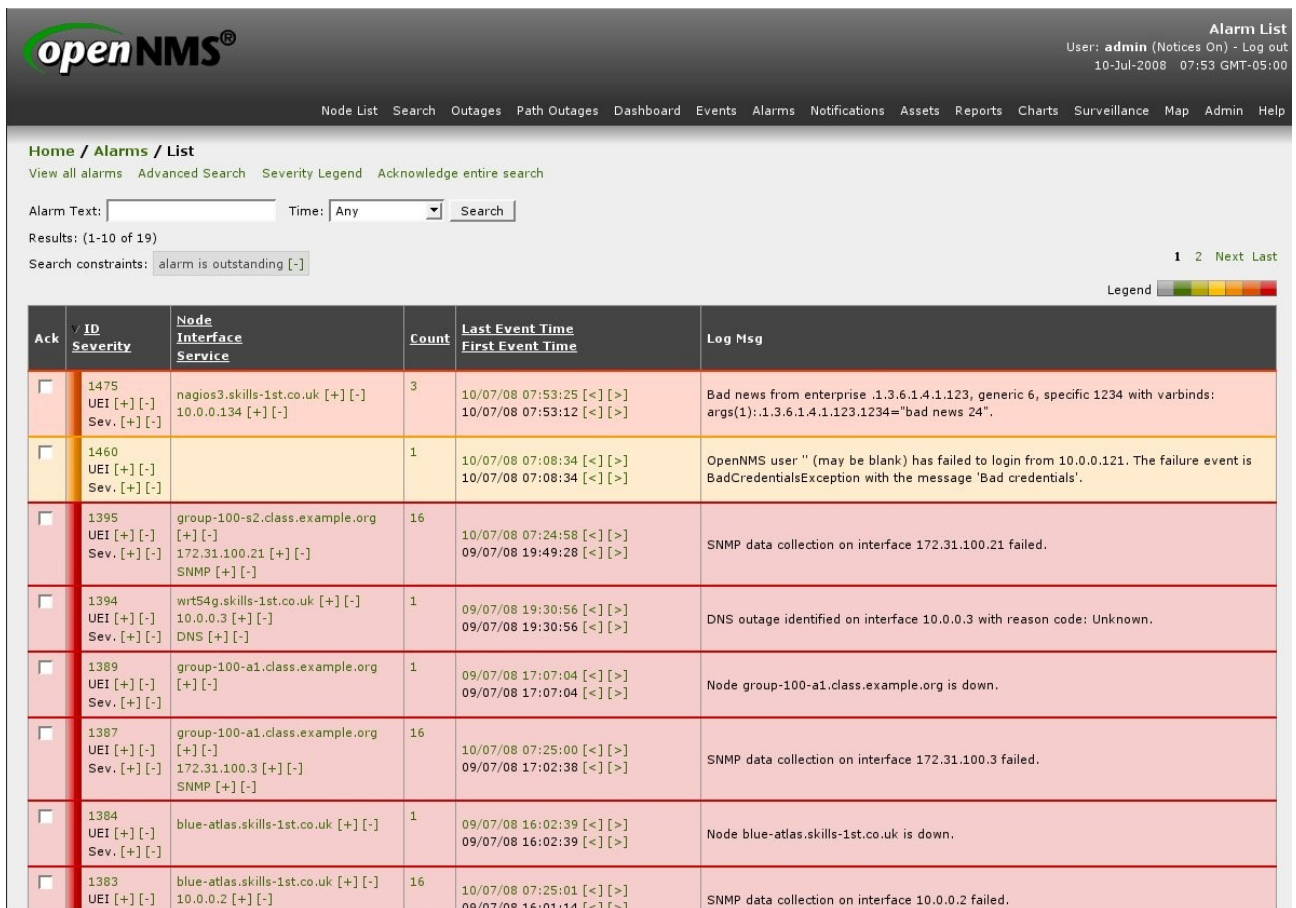 openNMS®
Alarm List
User: admin (Notices On) - Log out
10-Jul-2008 07:53 GMT-05:00
Node List Search Outages Path Outages Dashboard Events Alarms Notifications Assets Reports Charts Surveillance Map Admin Help
Home / Alarms / List
View all alarms Advanced Search Severity Legend Acknowledge entire search
Alarm Text: Time: Any Search
Results: (1-10 of 19)
Search constraints: alarm is outstanding [-]
1 2 Next Last
Legend
Ack
ID
Severity
Node
Interface
Service
Count
Last Event Time
First Event Time
Log Msg
1475
UEI [+] [-]
Sev. [+] [-]
nagios3.skills-1st.co.uk [+] [-]
10.0.0.134 [+] [-]
3
10/07/08 07:53:25 [<] [>]
10/07/08 07:53:12 [<] [>]
Bad news from enterprise .1.3.6.1.4.1.123, generic 6, specific 1234 with varbinds:
args(1):.1.3.6.1.4.1.123.1234="bad news 24".
1460
UEI [+] [-]
Sev. [+] [-]
1
10/07/08 07:08:34 [<] [>]
10/07/08 07:08:34 [<] [>]
OpenNMS user '' (may be blank) has failed to login from 10.0.0.121. The failure event is
BadCredentialsException with the message 'Bad credentials'.
1395
UEI [+] [-]
Sev. [+] [-]
group-100-s2.class.example.org
[+] [-]
172.31.100.21 [+] [-]
SNMP [+] [-]
16
10/07/08 07:24:58 [<] [>]
09/07/08 19:49:28 [<] [>]
SNMP data collection on interface 172.31.100.21 failed.
1394
UEI [+] [-]
Sev. [+] [-]
wrt54g.skills-1st.co.uk [+] [-]
10.0.0.3 [+] [-]
DNS [+] [-]
1
09/07/08 19:30:56 [<] [>]
09/07/08 19:30:56 [<] [>]
DNS outage identified on interface 10.0.0.3 with reason code: Unknown.
1389
UEI [+] [-]
Sev. [+] [-]
group-100-a1.class.example.org
[+] [-]
1
09/07/08 17:07:04 [<] [>]
09/07/08 17:07:04 [<] [>]
Node group-100-a1.class.example.org is down.
1387
UEI [+] [-]
Sev. [+] [-]
group-100-a1.class.example.org
[+] [-]
172.31.100.3 [+] [-]
SNMP [+] [-]
16
10/07/08 07:25:00 [<] [>]
09/07/08 17:02:38 [<] [>]
SNMP data collection on interface 172.31.100.3 failed.
1384
UEI [+] [-]
Sev. [+] [-]
blue-atlas.skills-1st.co.uk [+] [-]
1
09/07/08 16:02:39 [<] [>]
09/07/08 16:02:39 [<] [>]
Node blue-atlas.skills-1st.co.uk is down.
1383
UEI [+] [-]
blue-atlas.skills-1st.co.uk [+] [-]
10.0.0.2 [+] [-]
16
10/07/08 07:25:01 [<] [>]
09/07/08 16:01:14 [<] [>]
SNMP data collection on interface 10.0.0.2 failed.